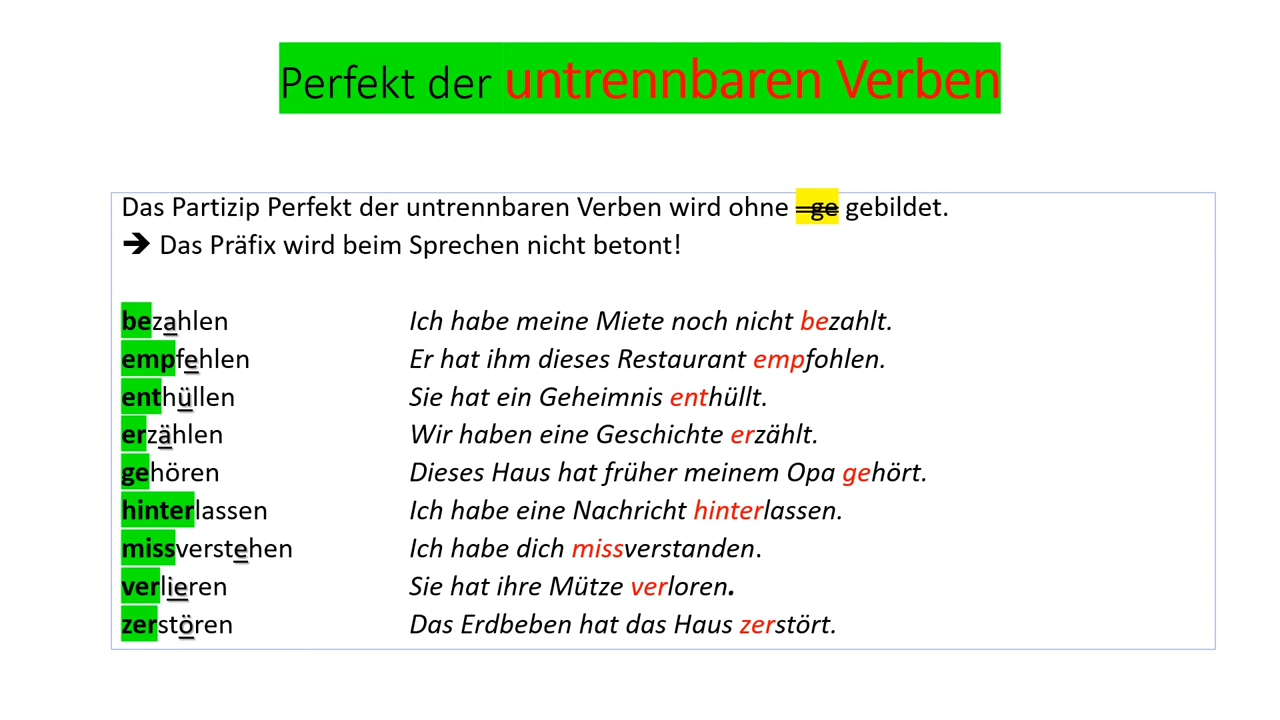 Perfekt der untrennbaren Verben
Das Partizip Perfekt der untrennbaren Verben wird ohne –ge gebildet.
➔ Das Präfix wird beim Sprechen nicht betont!
bezahlen Ich habe meine Miete noch nicht bezahlt.
empfehlen Er hat ihm dieses Restaurant empfohlen.
enthüllen Sie hat ein Geheimnis enthüllt.
erzählen Wir haben eine Geschichte erzählt.
gehören Dieses Haus hat früher meinem Opa gehört.
hinterlassen Ich habe eine Nachricht hinterlassen.
missverstehen Ich habe dich missverstanden.
verlieren Sie hat ihre Mütze verloren.
zerstören Das Erdbeben hat das Haus zerstört.